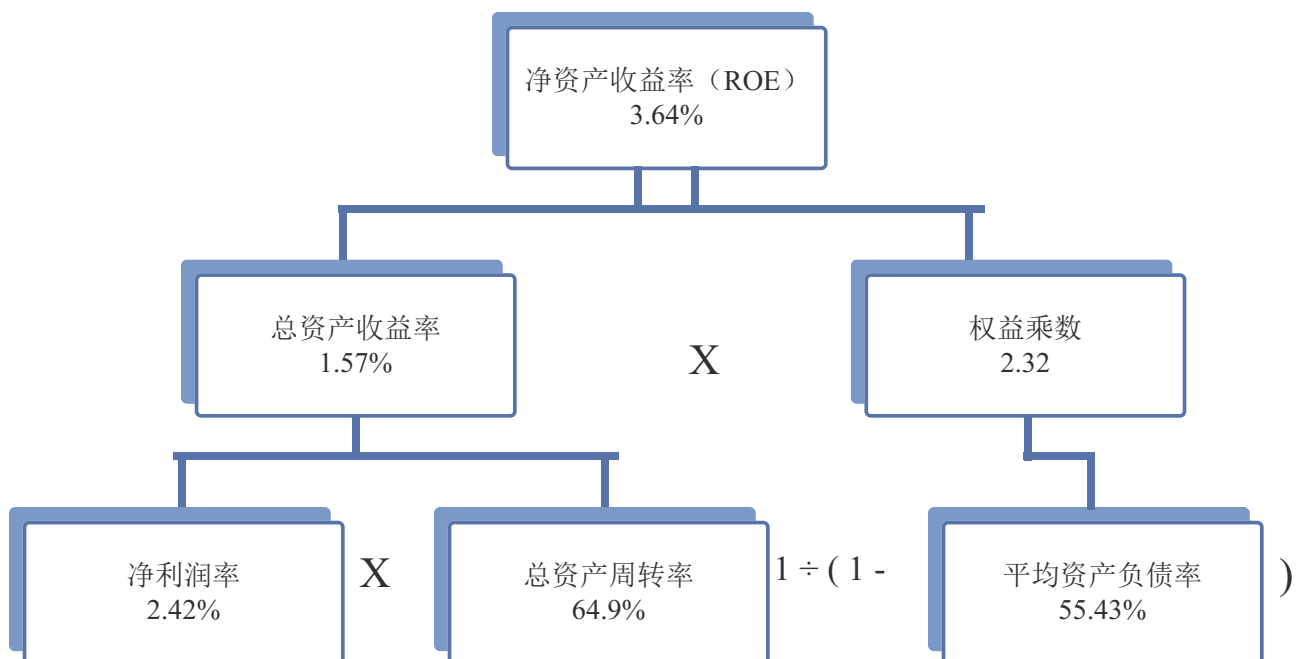 净资产收益率（ROE）
3.64%
总资产收益率
1.57%
X
权益乘数
2.32
净利润率
2.42%
X
总资产周转率
64.9%
1 ÷ ( 1 -
平均资产负债率
55.43%
)